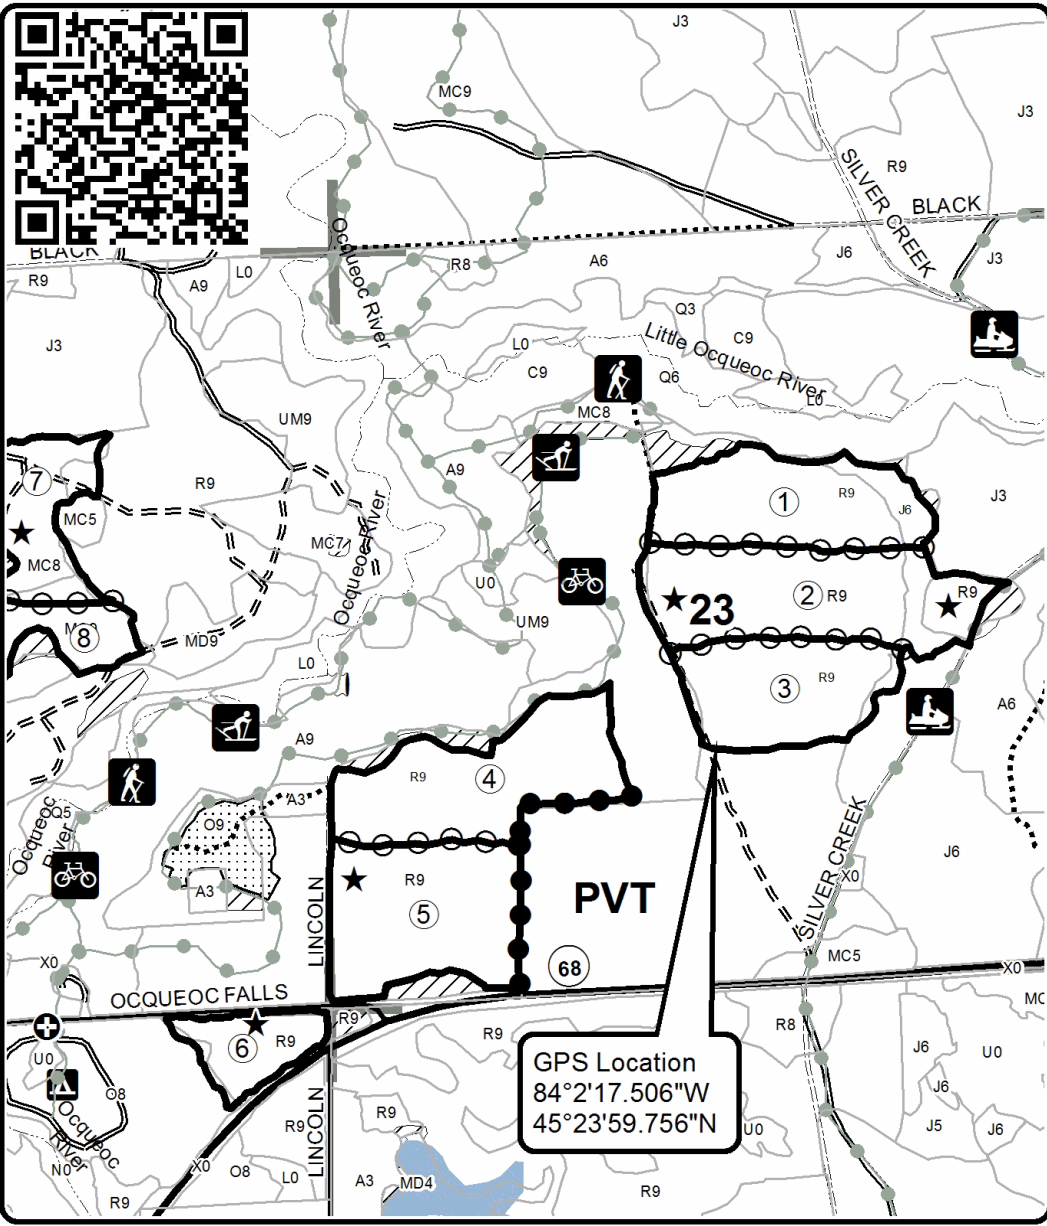 J3
MC9
J3
R9
SILVER CREEK
BLACK
BLACK
Ocqueoc River
R8
A6
J6
J3
R9
A9
L0
J3
Q3
C9
Little Ocqueoc River
L0
C9
Q6
L0
MC8
UM9
A9
R9
7
MC5
MC8
8
MD9
MC7
Ocqueoc River
U0
UM9
L0
1
R9
J6
J3
2
R9
R9
23
3
R9
A6
A9
R9
4
A3
O9
A3
Q5
Ocqueoc River
LINCOLN
R9
5
PVT
68
SILVER CREEK
X0
J6
MC5
X0
X0
OCQUEOC FALLS
R9
6
R9
R9
R8
J6
U0
J6
J5
J6
U0
GPS Location
84°2'17.506"W
45°23'59.756"N
U0
O8
Ocqueoc River
N0
R9
X0
O8
L0
R9
LINCOLN
R9
A3
MD4
R9